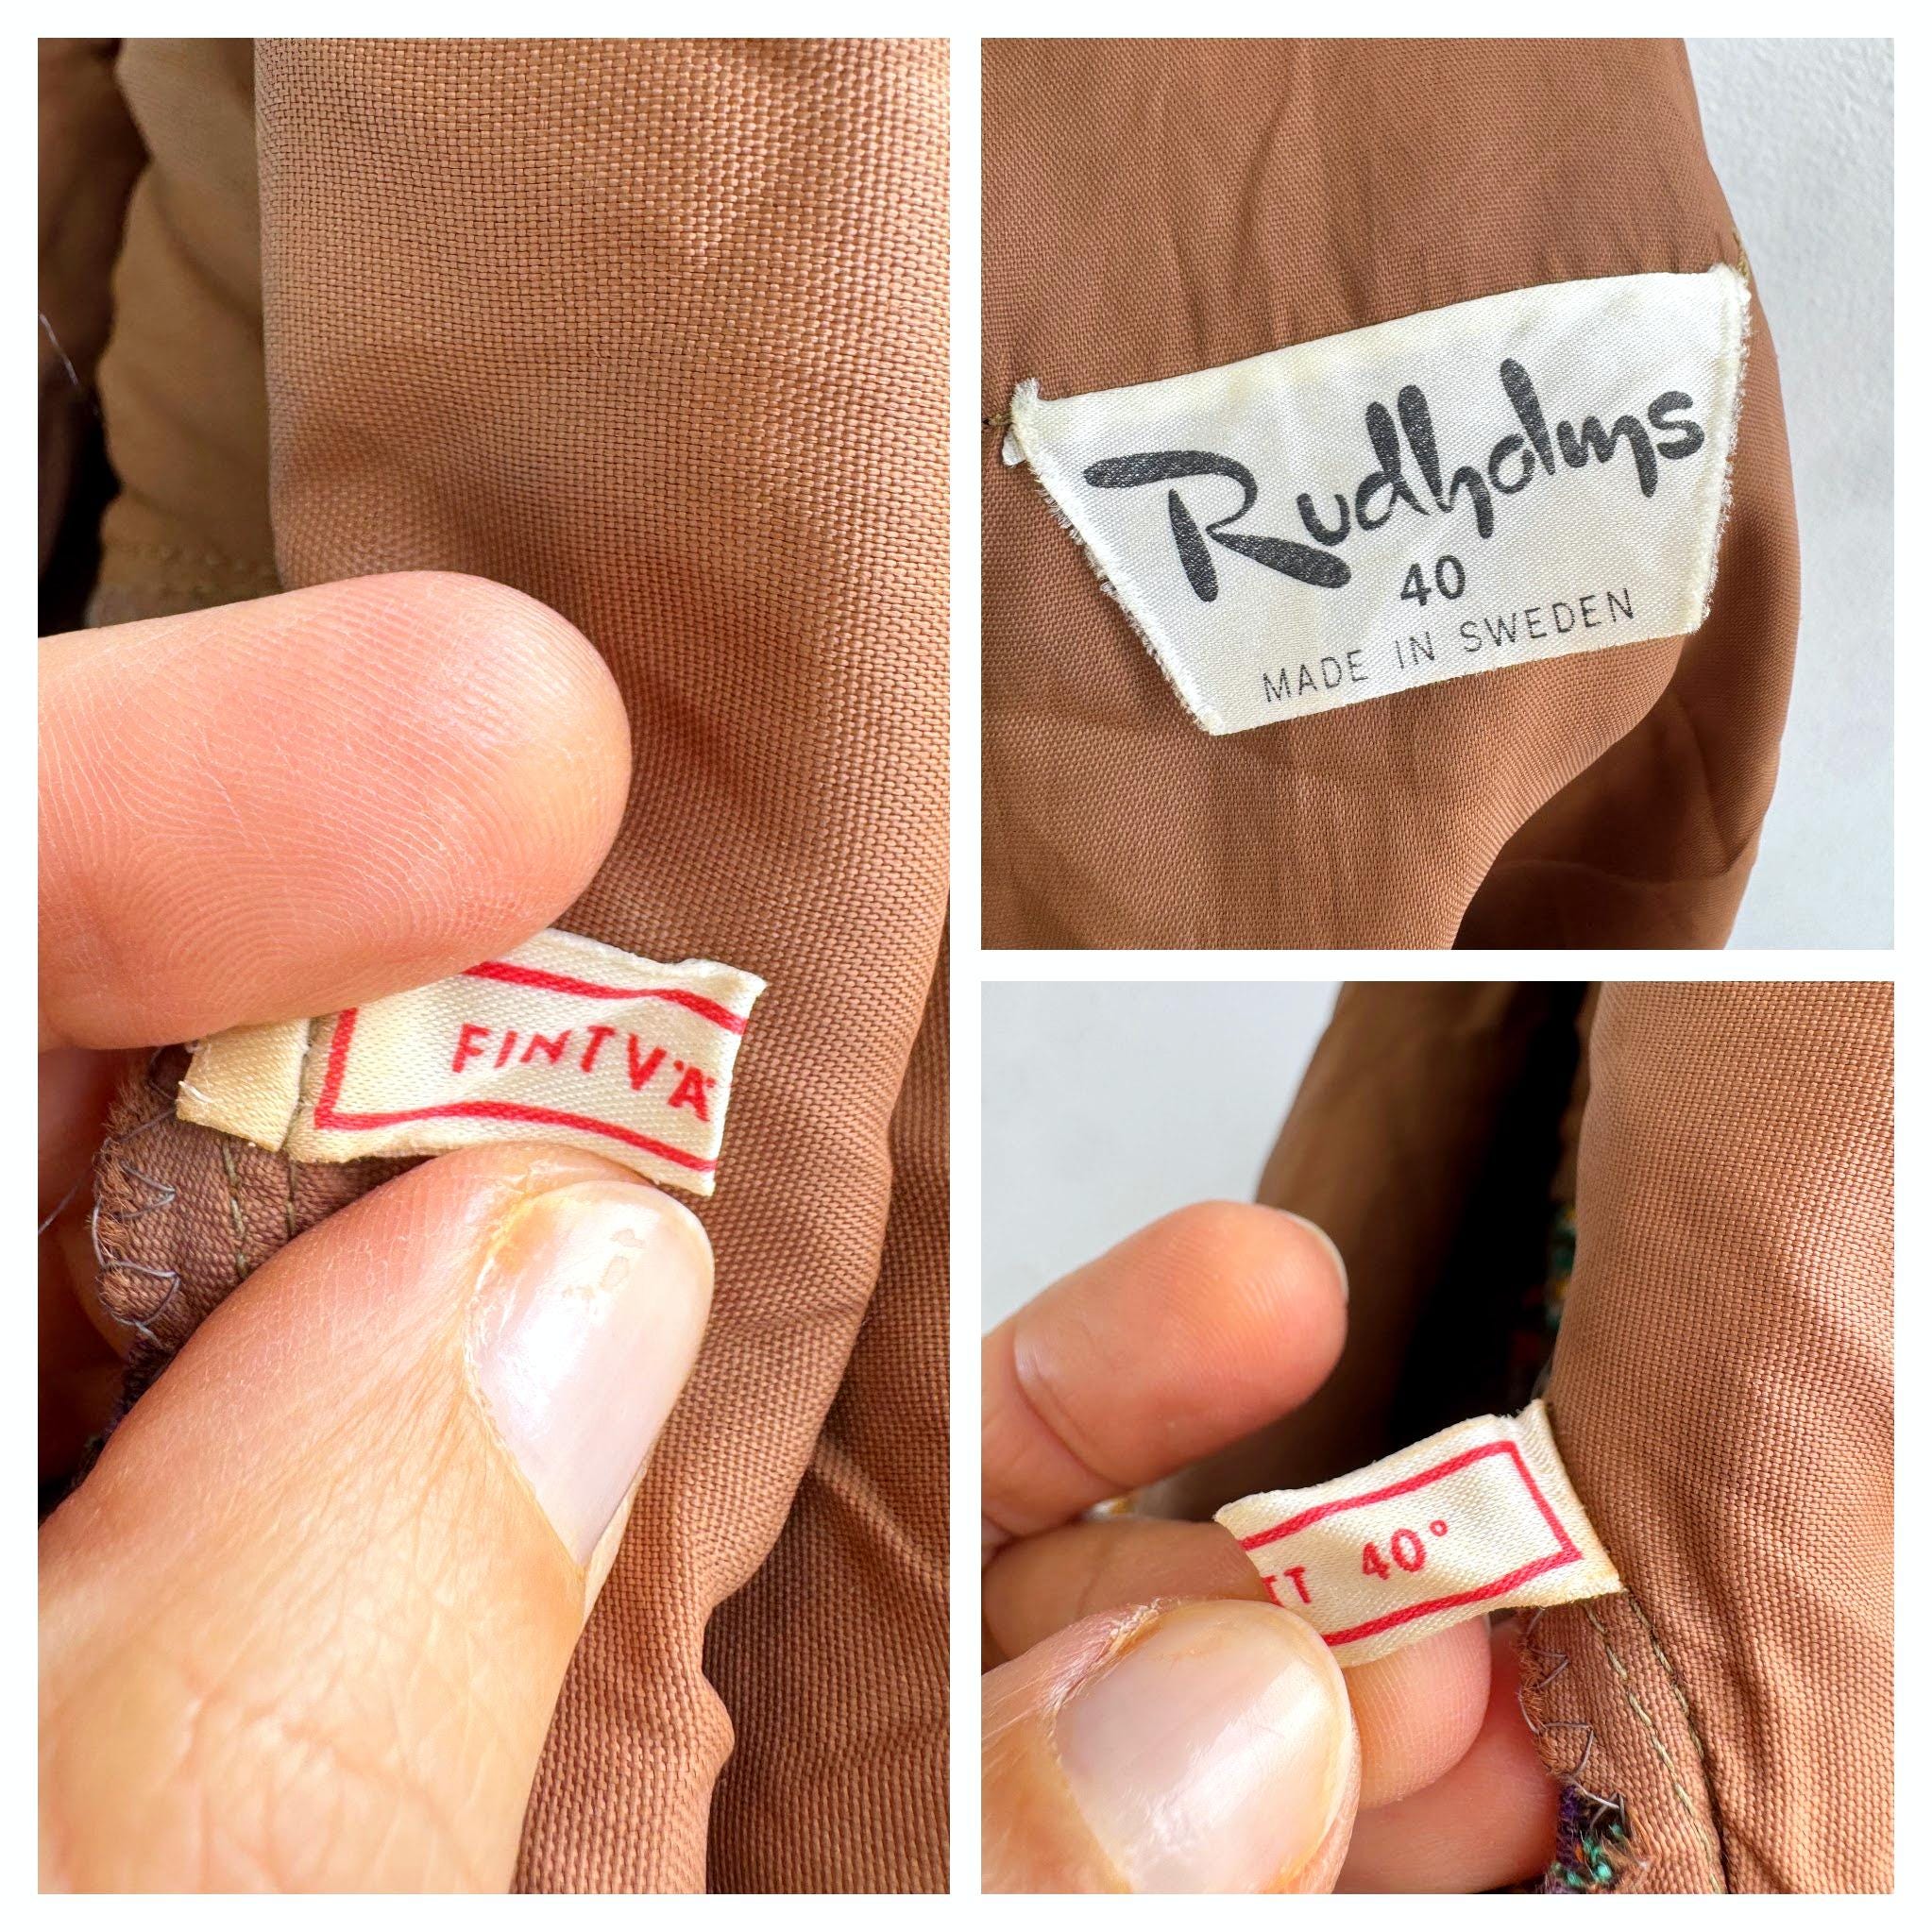 FINTVÄ
Rudholms
40
MADE IN SWEDEN
TT 40°